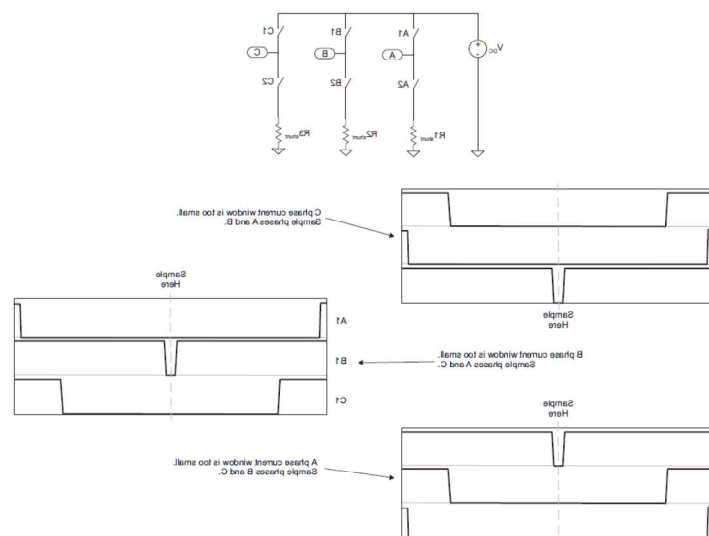 C1
B1
A1
VDC
C
B
A
C2
B2
A2
R3shunt
R2shunt
R1shunt
C phase current window is too small.
Sample phases A and B.
Sample
Here
Sample
Here
A1
B1
C1
B phase current window is too small.
Sample phases A and C.
Sample
Here
A phase current window is too small.
Sample phases B and C.